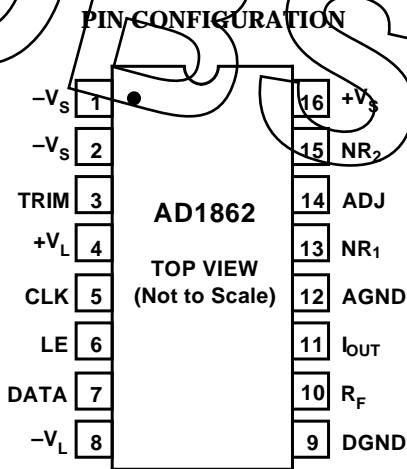 PIN CONFIGURATION
–VS 1
–VS 2
TRIM 3
+VL 4
CLK 5
LE 6
DATA 7
–VL 8
AD1862
TOP VIEW
(Not to Scale)
16 +VS
15 NR2
14 ADJ
13 NR1
12 AGND
11 IOUT
10 RF
9 DGND